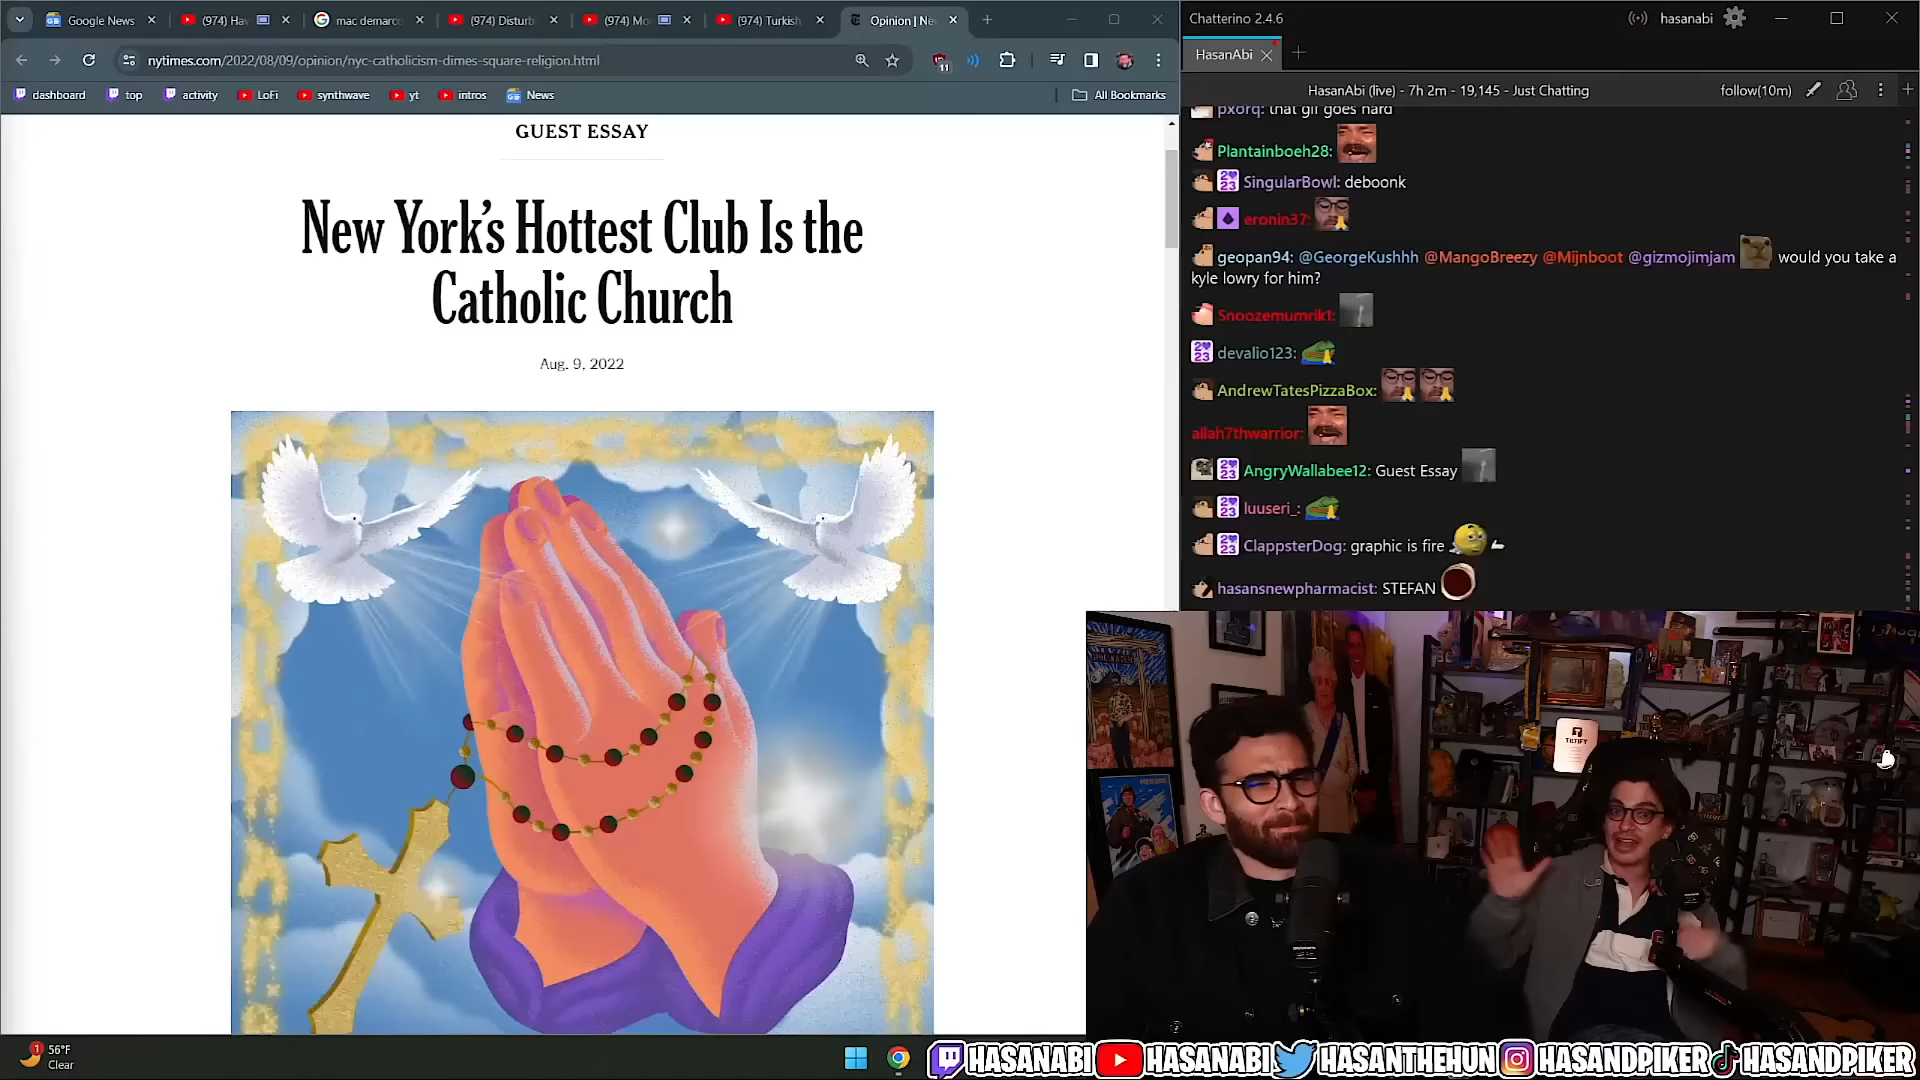 Google News
(974) Hav
mac demarco
(974) Disturb
(974) Mo
(974) Turkish
Opinion | Ne
nytimes.com/2022/08/09/opinion/nyc-catholicism-dimes-square-religion.html
11
dashboard
top
activity
LoFi
synthwave
yt
intros
News
All Bookmarks
GUEST ESSAY
New York's Hottest Club Is the
Catholic Church
Aug. 9, 2022
Chatterino 2.4.6
hasanabi
HasanAbi
HasanAbi (live) - 7h 2m - 19,145 - Just Chatting
follow(10m)
pxorq: that gif goes hard
Plantainboeh28:
SingularBowl: deboonk
eronin37:
geopan94: @GeorgeKushhh @MangoBreezy @Mijnboot @gizmojimjam would you take a
kyle lowry for him?
Snoozemumrik1:
devalio123:
AndrewTatesPizzaBox:
allah7thwarrior:
AngryWallabee12: Guest Essay
luuseri_:
ClappsterDog: graphic is fire
hasansnewpharmacist: STEFAN
TILTIFY
1
56°F
Clear
HASANABI
HASANABI
HASANTHEHUN
HASANDPIKER
HASANDPIKER